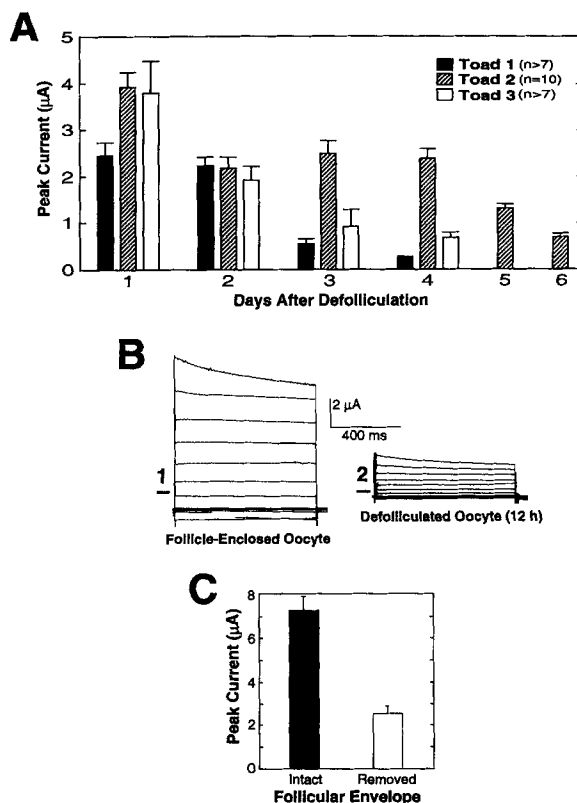 A
Peak Current (μA)
5
4
3
2
1
0
Toad 1 (n>7)
Toad 2 (n=10)
Toad 3 (n>7)
1 2 3 4 5 6
Days After Defolliculation
B
2 μA
400 ms
1
2
Follicle-Enclosed Oocyte
Defolliculated Oocyte (12 h)
C
Peak Current (μA)
8
6
4
2
0
Intact Removed
Follicular Envelope